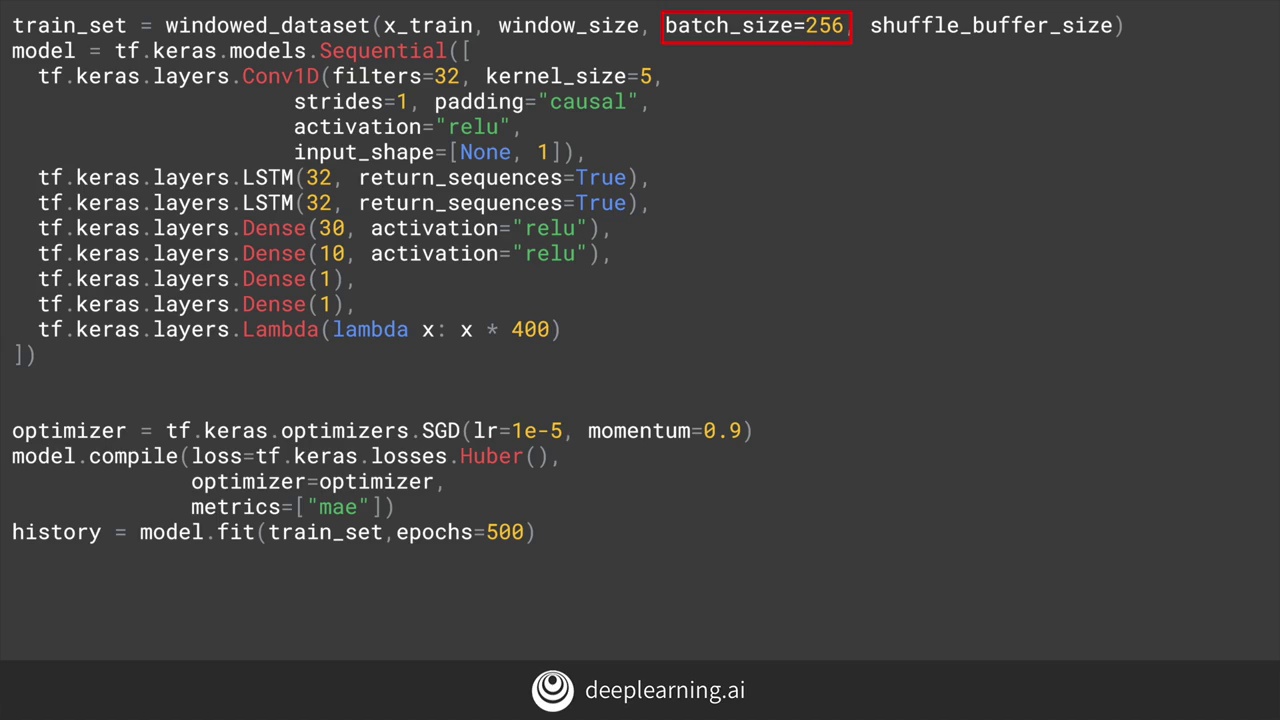 train_set = windowed_dataset(x_train, window_size, batch_size=256, shuffle_buffer_size)
model = tf.keras.models.Sequential([
  tf.keras.layers.Conv1D(filters=32, kernel_size=5,
                      strides=1, padding="causal",
                      activation="relu",
                      input_shape=[None, 1]),
  tf.keras.layers.LSTM(32, return_sequences=True),
  tf.keras.layers.LSTM(32, return_sequences=True),
  tf.keras.layers.Dense(30, activation="relu"),
  tf.keras.layers.Dense(10, activation="relu"),
  tf.keras.layers.Dense(1),
  tf.keras.layers.Dense(1),
  tf.keras.layers.Lambda(lambda x: x * 400)
])
optimizer = tf.keras.optimizers.SGD(lr=1e-5, momentum=0.9)
model.compile(loss=tf.keras.losses.Huber(),
              optimizer=optimizer,
              metrics=["mae"])
history = model.fit(train_set,epochs=500)
deeplearning.ai